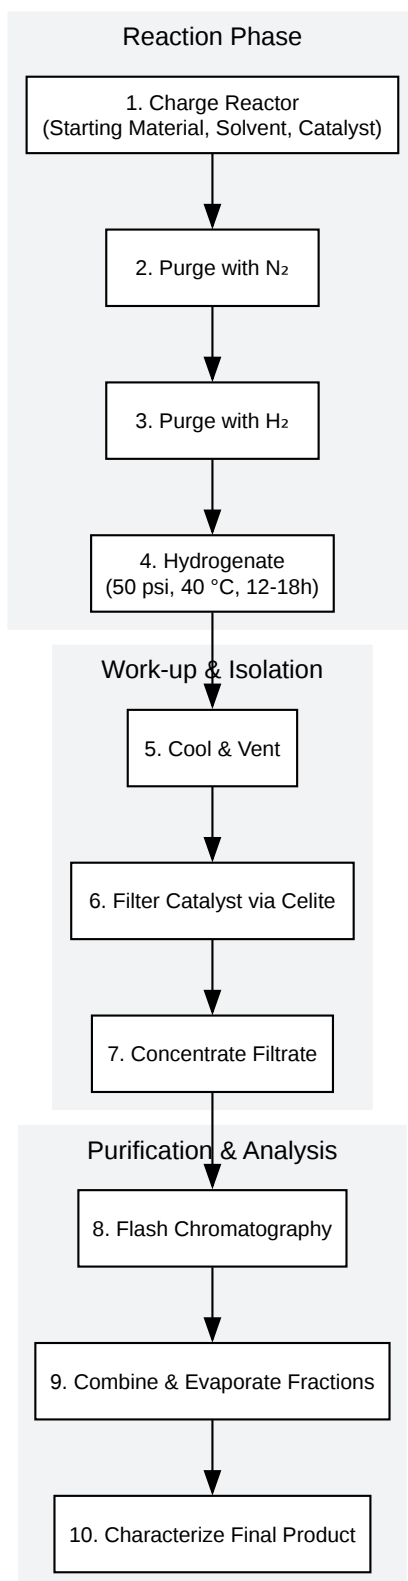 Reaction Phase
1. Charge Reactor
(Starting Material, Solvent, Catalyst)
2. Purge with N₂
3. Purge with H₂
4. Hydrogenate
(50 psi, 40 °C, 12-18h)
Work-up & Isolation
5. Cool & Vent
6. Filter Catalyst via Celite
7. Concentrate Filtrate
Purification & Analysis
8. Flash Chromatography
9. Combine & Evaporate Fractions
10. Characterize Final Product